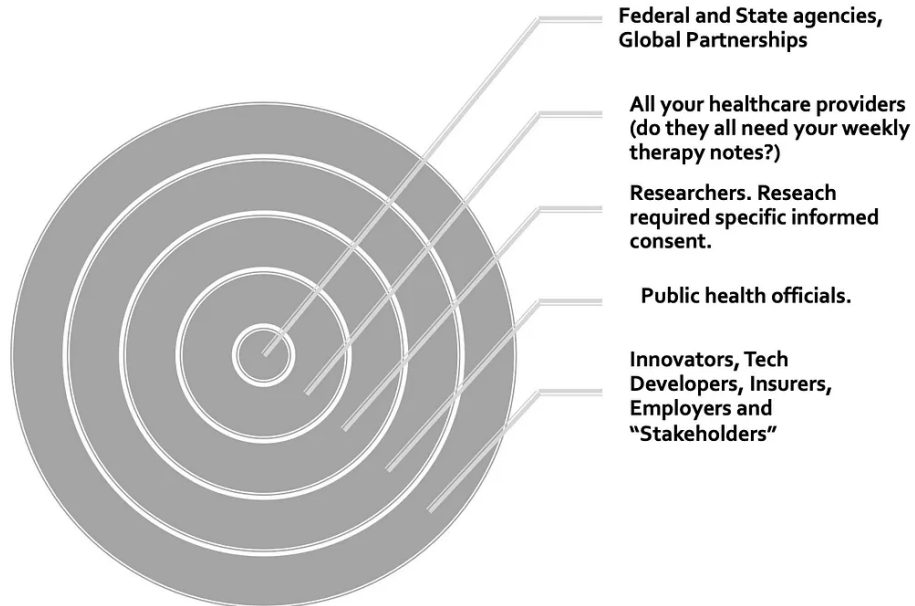 Federal and State agencies,
Global Partnerships
All your healthcare providers
(do they all need your weekly
therapy notes?)
Researchers. Reseach
required specific informed
consent.
Public health officials.
Innovators, Tech
Developers, Insurers,
Employers and
“Stakeholders”